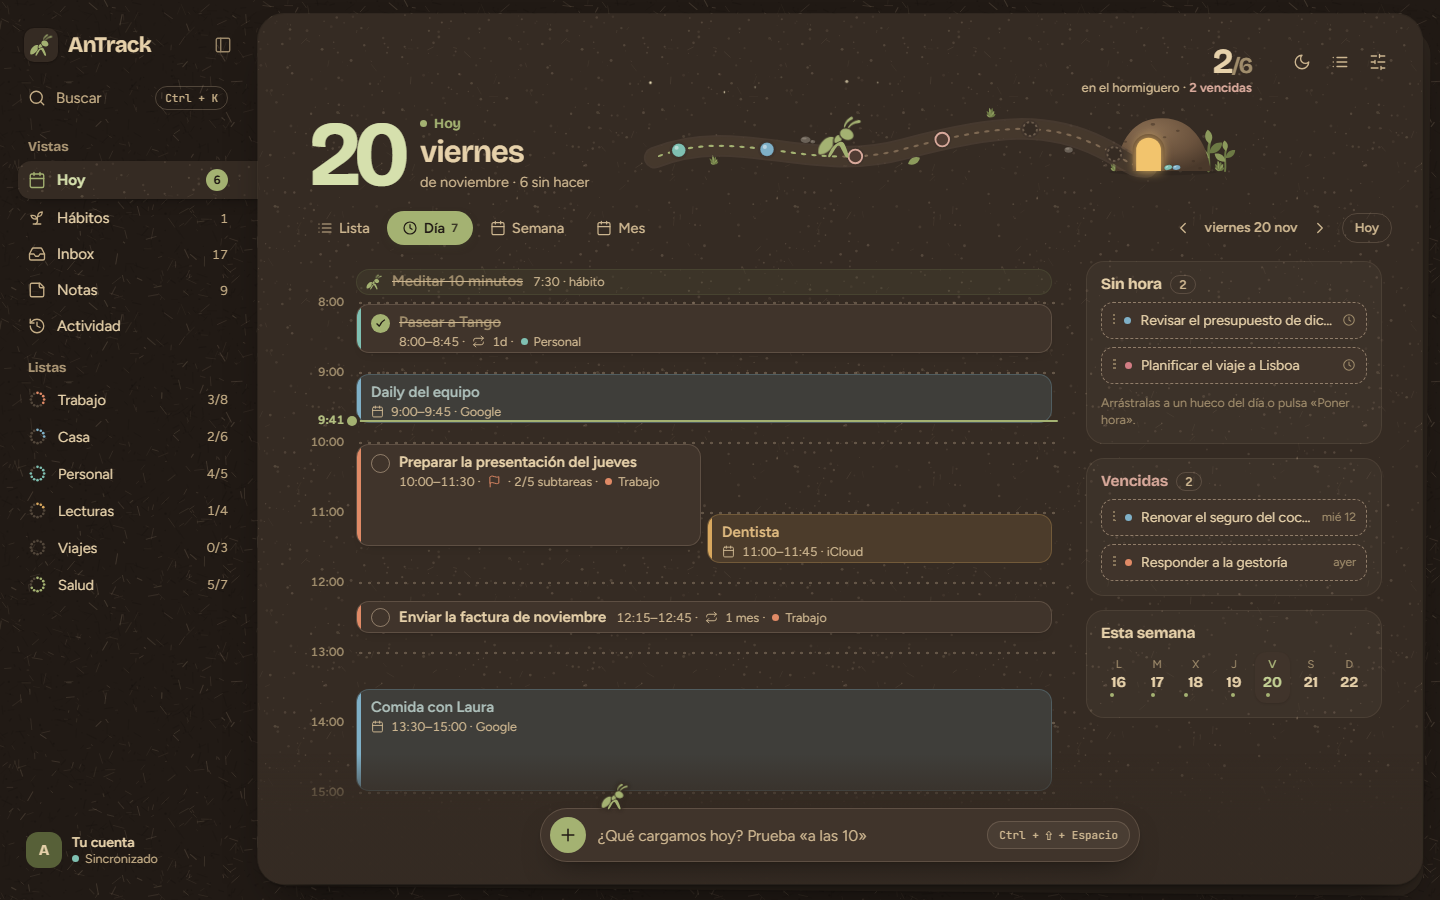 AnTrack
Buscar
Ctrl + K
Vistas
Hoy 6
Hábitos 1
Inbox 17
Notas 9
Actividad
Listas
Trabajo 3/8
Casa 2/6
Personal 4/5
Lecturas 1/4
Viajes 0/3
Salud 5/7
A
Tu cuenta
Sincronizado
2/6
en el hormiguero · 2 vencidas
20
Hoy
viernes
de noviembre · 6 sin hacer
Lista
Día 7
Semana
Mes
viernes 20 nov
Hoy
Meditar 10 minutos 7:30 · hábito
8:00
Pasear a Tango
8:00–8:45 · 1d · Personal
9:00
Daily del equipo
9:00–9:45 · Google
9:41
10:00
Preparar la presentación del jueves
10:00–11:30 · · 2/5 subtareas · Trabajo
11:00
Dentista
11:00–11:45 · iCloud
12:00
Enviar la factura de noviembre 12:15–12:45 · 1 mes · Trabajo
13:00
Comida con Laura
13:30–15:00 · Google
14:00
15:00
¿Qué cargamos hoy? Prueba «a las 10»
Ctrl + ⇧ + Espacio
Sin hora 2
Revisar el presupuesto de dic...
Planificar el viaje a Lisboa
Arrástralas a un hueco del día o pulsa «Poner
hora».
Vencidas 2
Renovar el seguro del coc... mié 12
Responder a la gestoría ayer
Esta semana
L M X J V S D
16 17 18 19 20 21 22